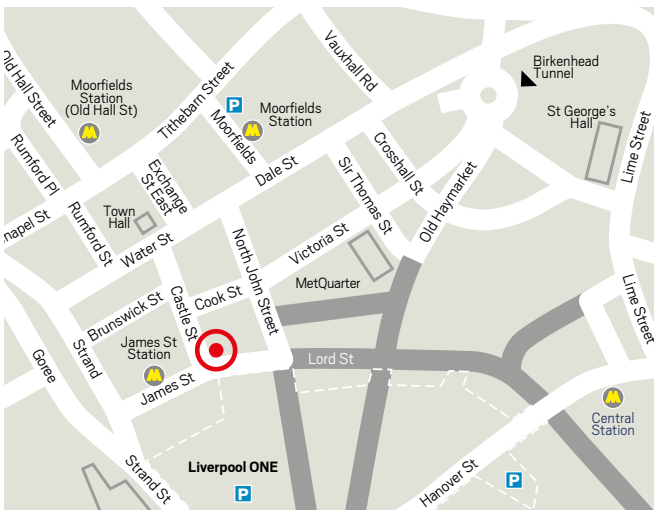 Old Hall Street
Moorfields
Station
(Old Hall St)
Tithebarn Street
Vauxhall Rd
Birkenhead
Tunnel
P
Moorfields
Station
St George's
Hall
Moorfields
Rumford Pl
Exchange
St East
Dale St
Crosshall St
Sir Thomas St
Lime Street
Old Haymarket
hapel St
Rumford St
Town
Hall
Water St
North John Street
Victoria St
MetQuarter
Brunswick St
Castle St
Cook St
Lime Street
Goree
Strand
James St
Station
Lord St
James St
Central
Station
Strand St
Liverpool ONE
P
Hanover St
P